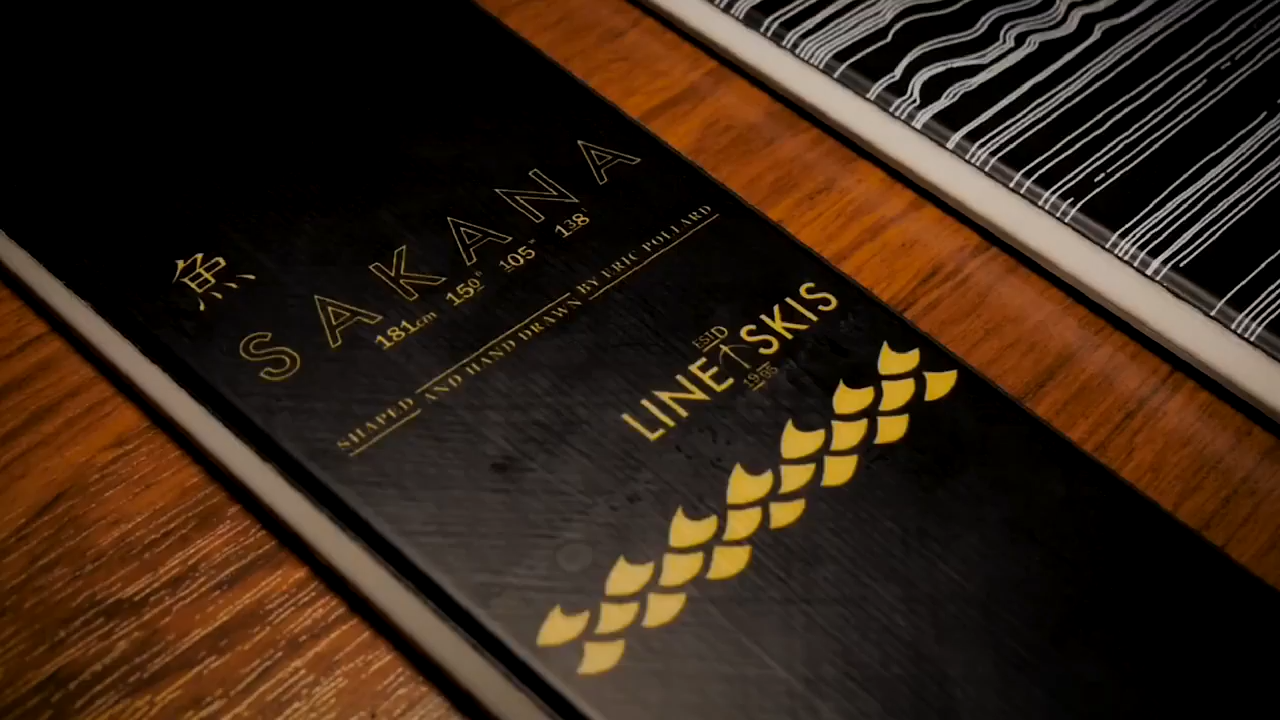 魚
SAKANA
181cm 150" 105" 138'
SHAPED AND HAND DRAWN BY ERIC POLLARD
ESTD
LINE SKIS
1995